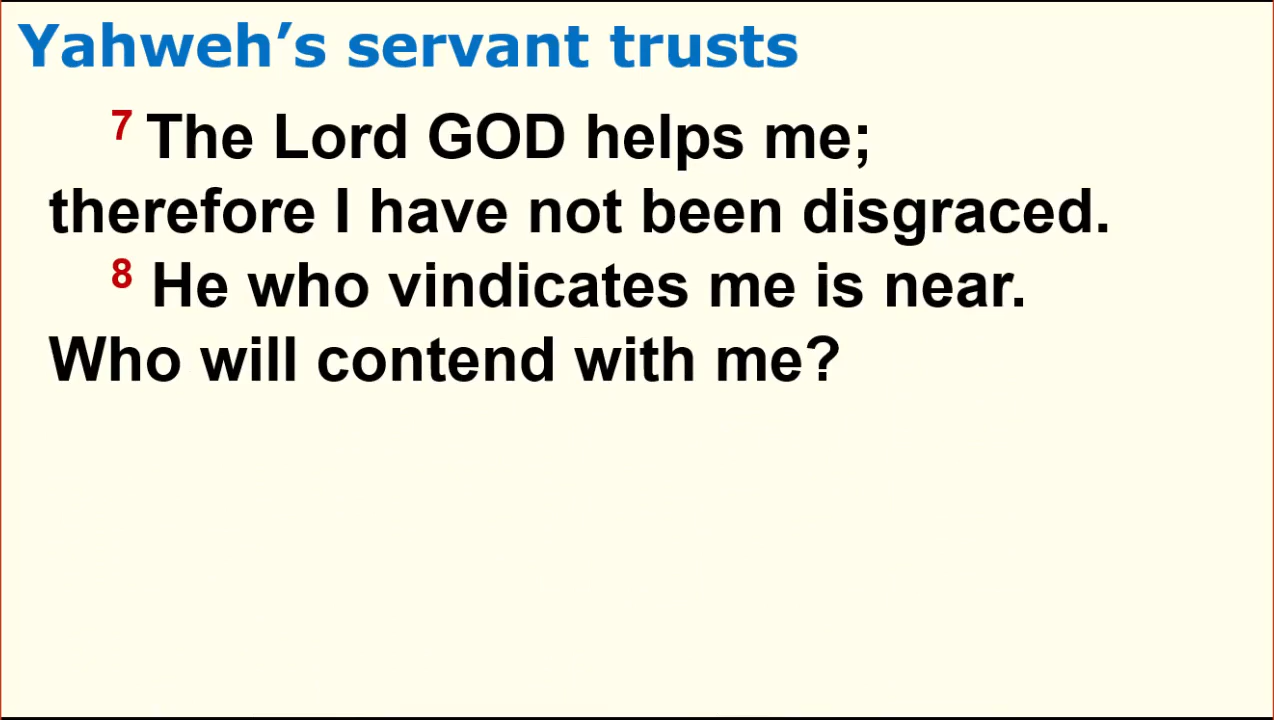 Yahweh’s servant trusts
7 The Lord GOD helps me;
therefore I have not been disgraced.
8 He who vindicates me is near.
Who will contend with me?